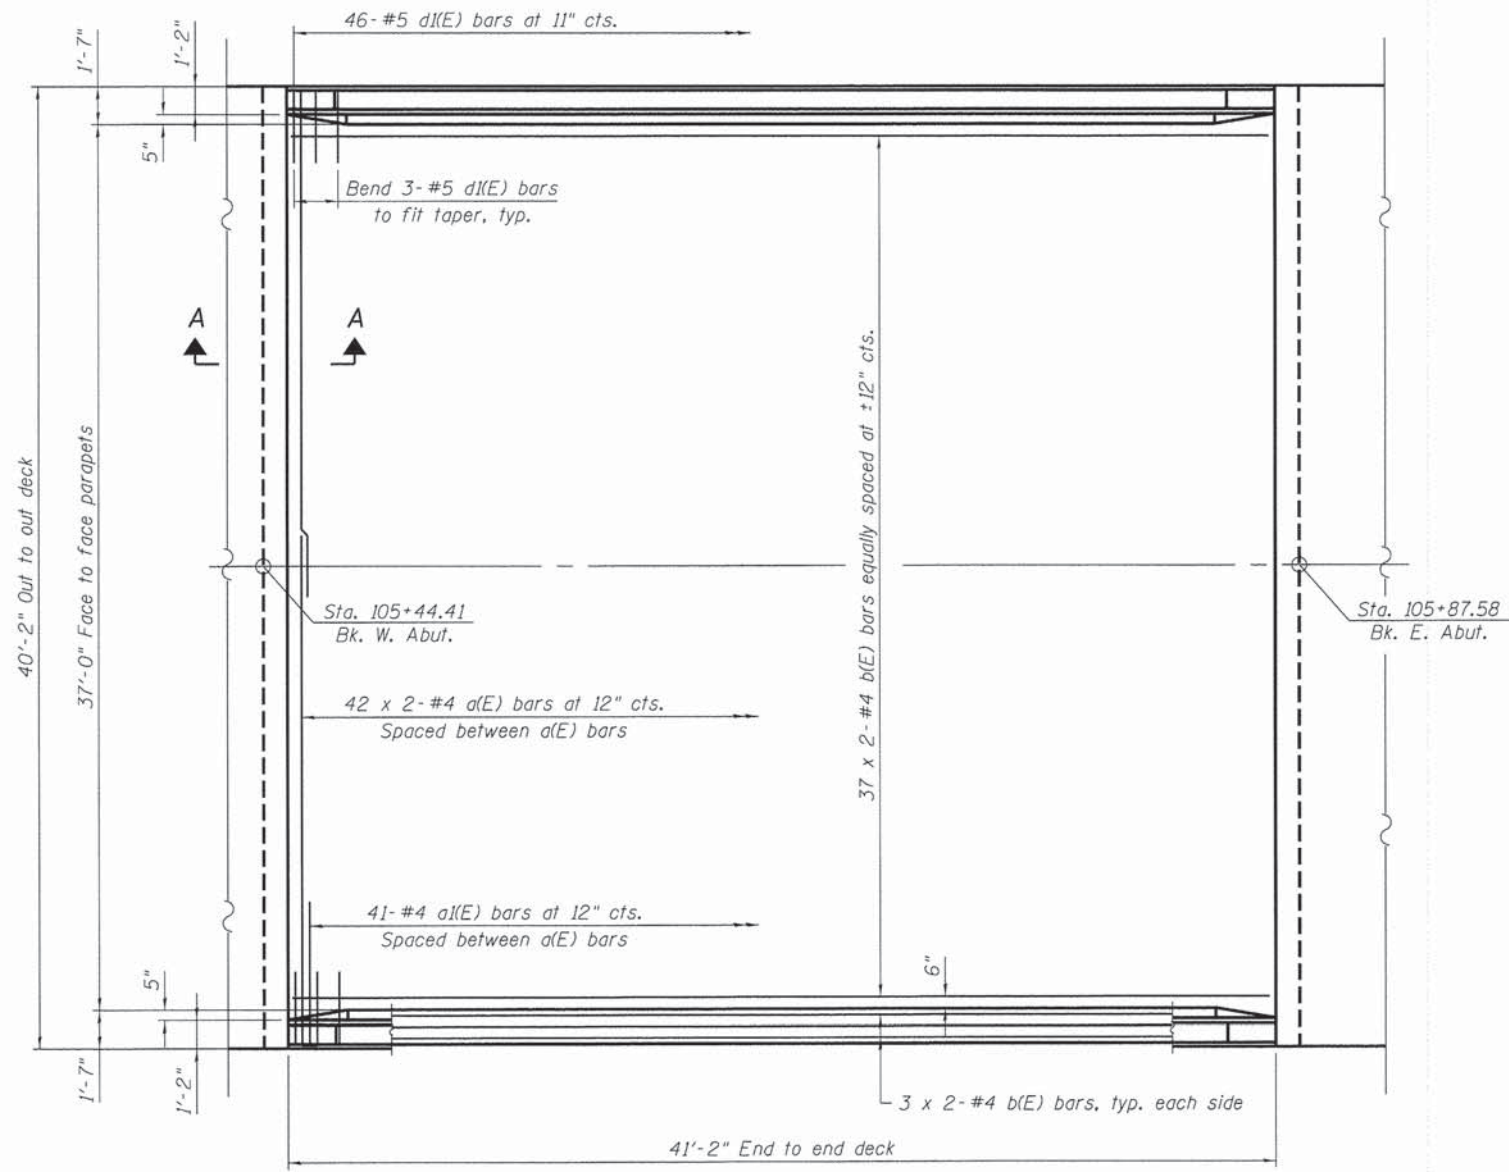 46-#5 d1(E) bars at 11" cts.
1'-7"
1'-2"
5"
Bend 3-#5 d1(E) bars
to fit taper, typ.
A A
40'-2" Out to out deck
37'-0" Face to face parapets
37 x 2-#4 b(E) bars equally spaced at ±12" cts.
Sta. 105+44.41
Bk. W. Abut.
Sta. 105+87.58
Bk. E. Abut.
42 x 2-#4 a(E) bars at 12" cts.
Spaced between a(E) bars
41-#4 a1(E) bars at 12" cts.
Spaced between a(E) bars
5"
6"
1'-7"
1'-2"
3 x 2-#4 b(E) bars, typ. each side
41'-2" End to end deck